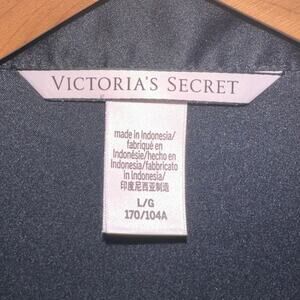 VICTORIA'S SECRET
made in Indonesia/
fabriqué en
Indonésie/hecho en
Indonesia/fabbricato
in Indonesia/
印度尼西亚制造
L/G
170/104A